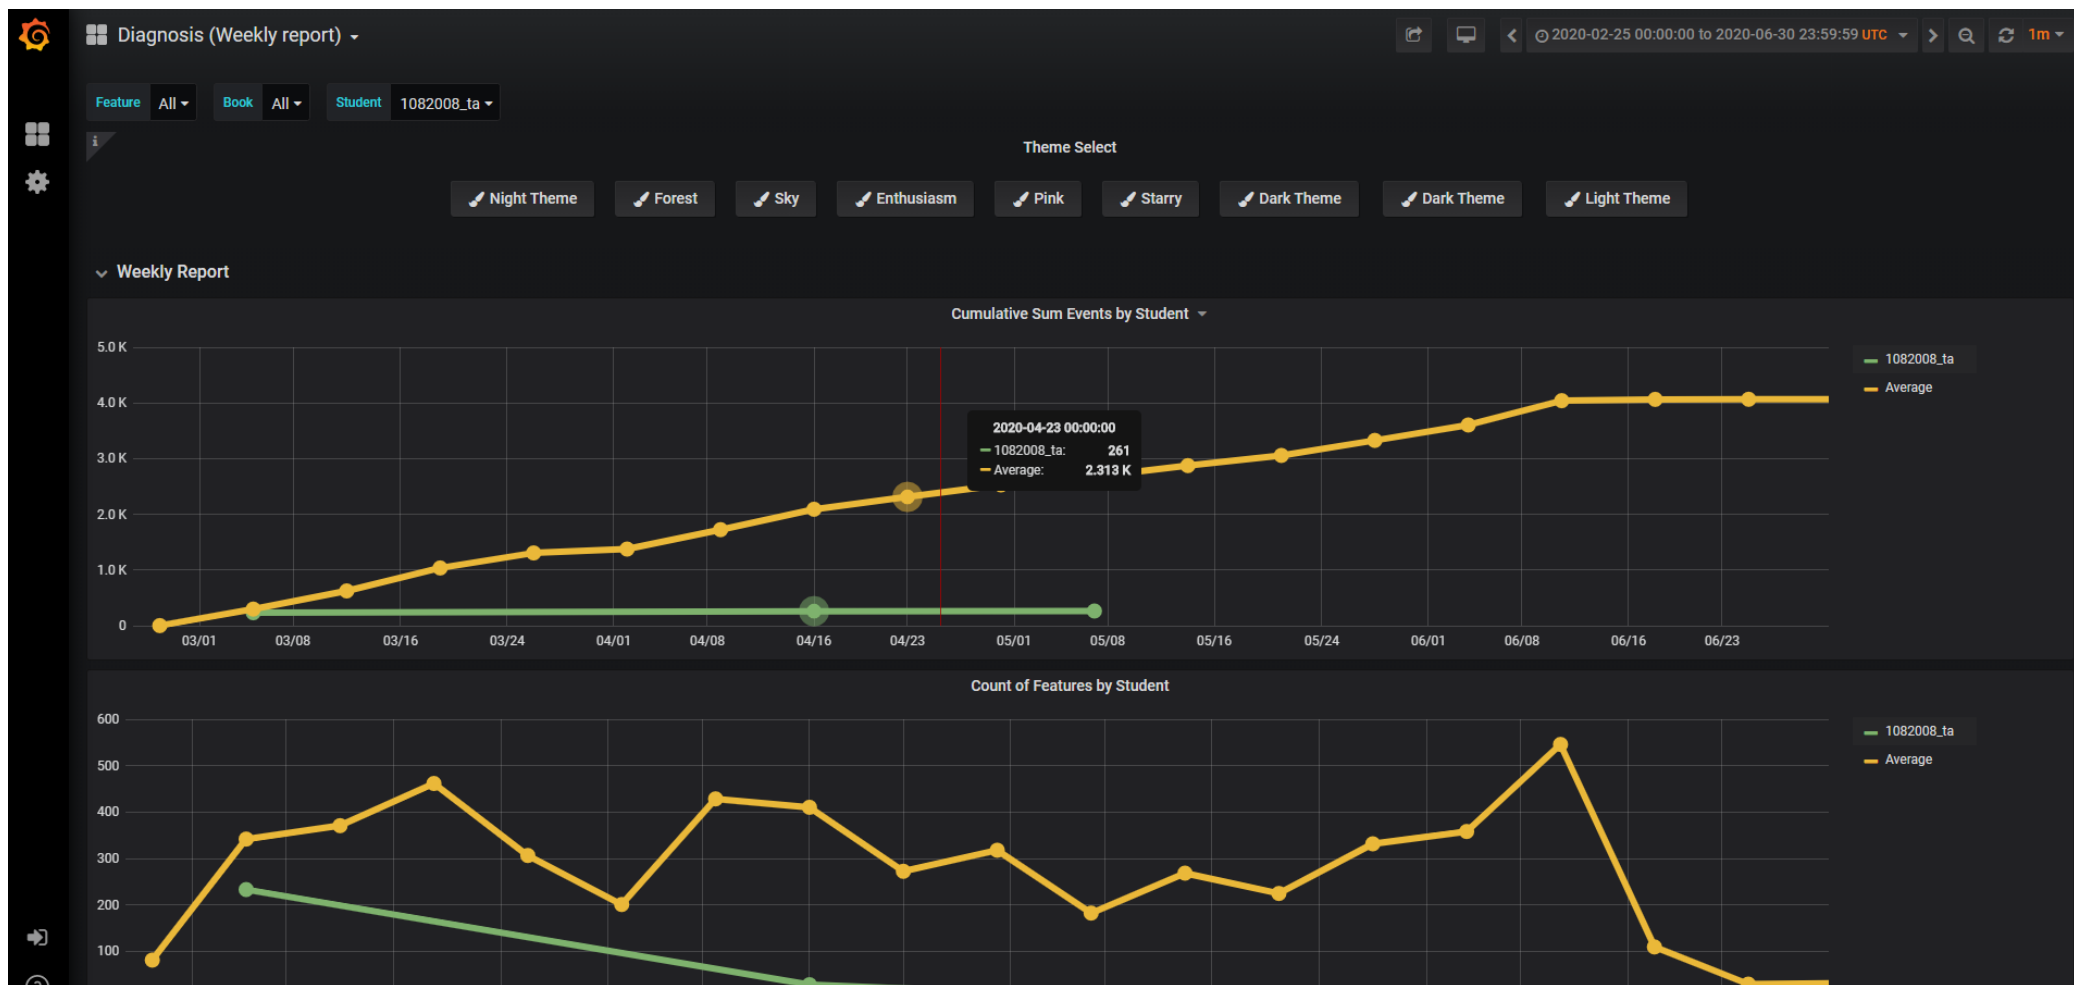 Diagnosis (Weekly report)
2020-02-25 00:00:00 to 2020-06-30 23:59:59 UTC
1m
Feature All Book All Student 1082008_ta
i
Theme Select
Night Theme Forest Sky Enthusiasm Pink Starry Dark Theme Dark Theme Light Theme
Weekly Report
Cumulative Sum Events by Student
5.0 K
4.0 K
3.0 K
2.0 K
1.0 K
0
03/01 03/08 03/16 03/24 04/01 04/08 04/16 04/23 05/01 05/08 05/16 05/24 06/01 06/08 06/16 06/23
1082008_ta
Average
2020-04-23 00:00:00
1082008_ta: 261
Average: 2.313 K
Count of Features by Student
600
500
400
300
200
100
1082008_ta
Average